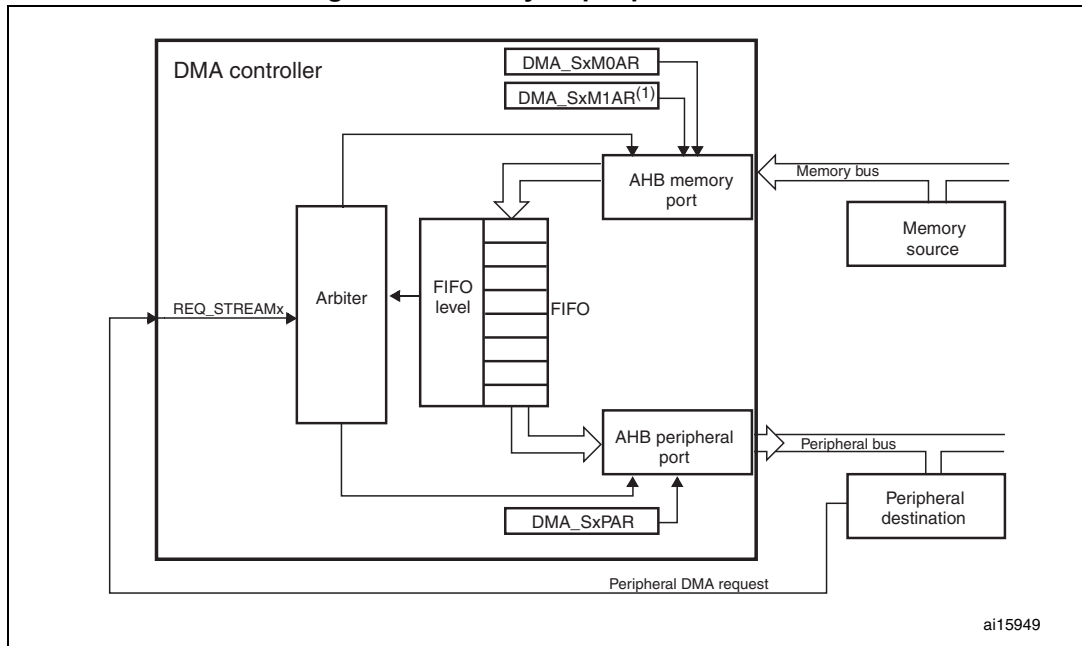 DMA controller
DMA_SxM0AR
DMA_SxM1AR(1)
AHB memory
port
Memory bus
Memory
source
Arbiter
FIFO
level
FIFO
REQ_STREAMx
AHB peripheral
port
Peripheral bus
DMA_SxPAR
Peripheral
destination
Peripheral DMA request
ai15949